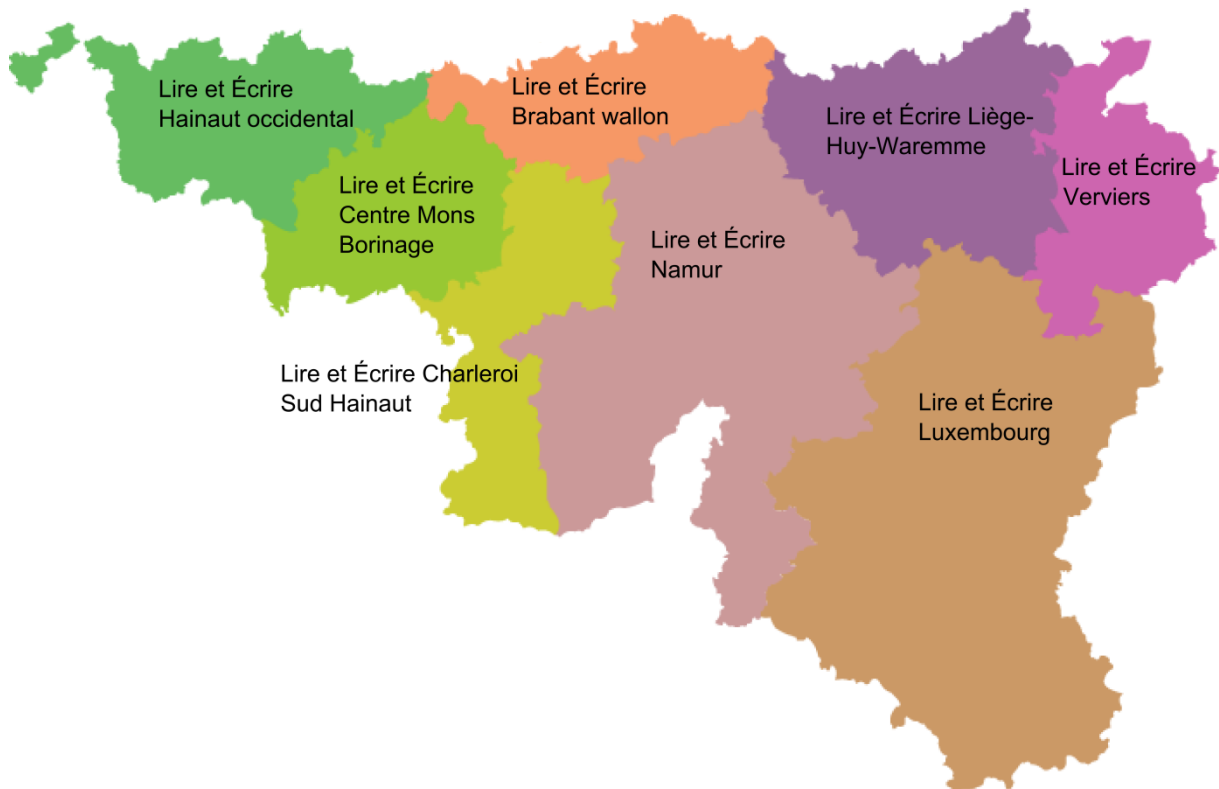 Lire et Écrire
Hainaut occidental
Lire et Écrire
Brabant wallon
Lire et Écrire Liège-
Huy-Waremme
Lire et Écrire
Verviers
Lire et Écrire
Centre Mons
Borinage
Lire et Écrire
Namur
Lire et Écrire Charleroi
Sud Hainaut
Lire et Écrire
Luxembourg